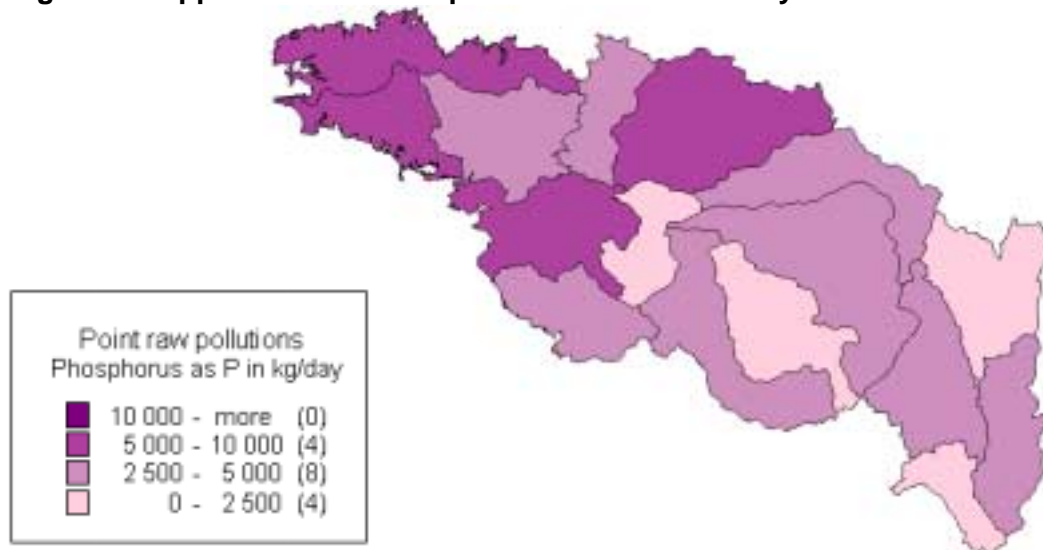 Point raw pollutions
Phosphorus as P in kg/day
10 000 - more (0)
5 000 - 10 000 (4)
2 500 - 5 000 (8)
0 - 2 500 (4)